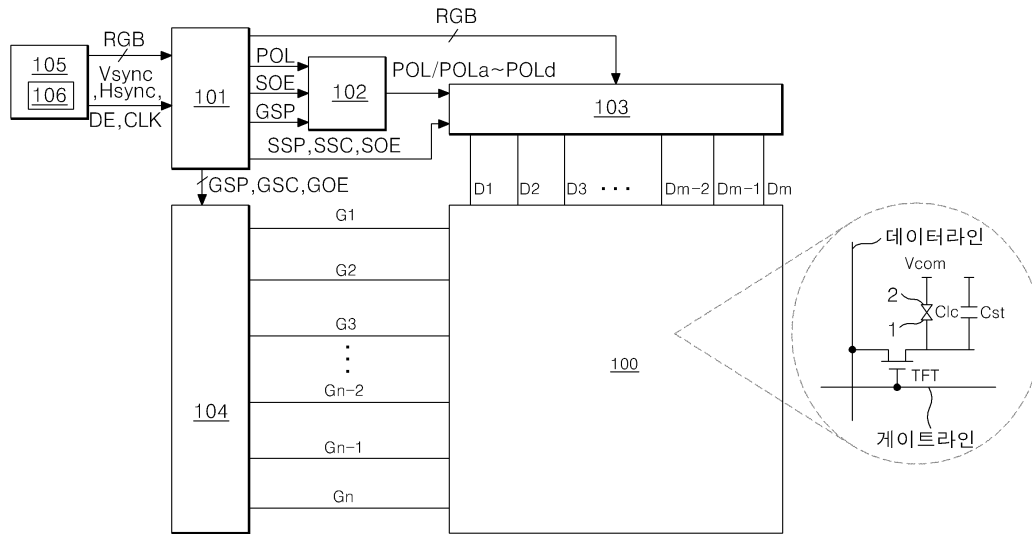 RGB
RGB
105
106
Vsync
,Hsync,
DE,CLK
101
POL
SOE
GSP
102
POL/POLa~POLd
103
SSP,SSC,SOE
GSP,GSC,GOE
D1 D2 D3 ··· Dm-2 Dm-1 Dm
104
G1
G2
G3
⋮
Gn-2
Gn-1
Gn
100
데이터라인
Vcom
2
1
Clc
Cst
TFT
게이트라인